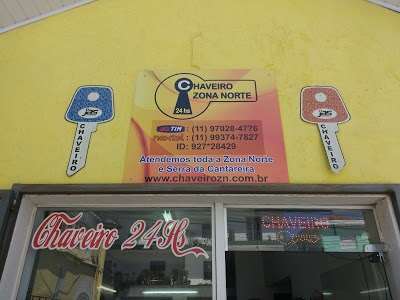 CHAVEIRO
ZONA NORTE
24 hs
TIM : (11) 97028-4776
(11) 99374-7827
ID: 927*28429
Atendemos toda a Zona Norte
e Serra da Cantareira
www.chaveirozn.com.br
CHAVEIRO
CHAVEIRO
Chaveiro 24Hs
CHAVEIRO